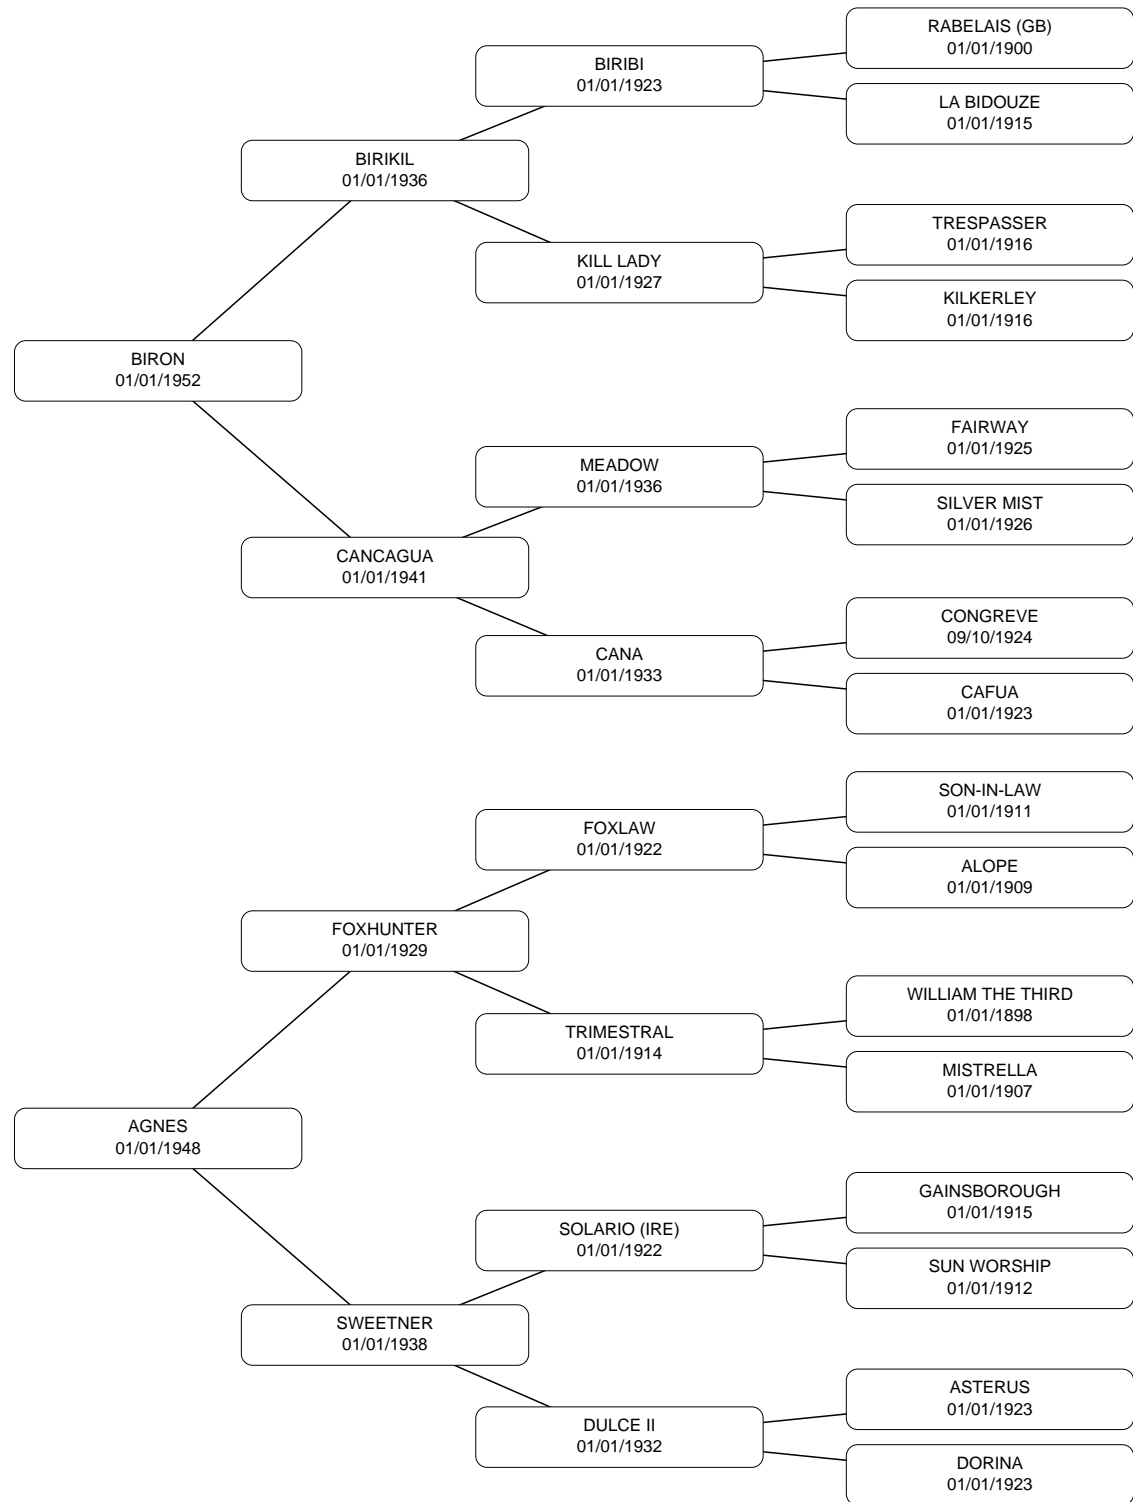 RABELAIS (GB)
01/01/1900
BIRIBI
01/01/1923
LA BIDOUZE
01/01/1915
BIRIKIL
01/01/1936
TRESPASSER
01/01/1916
KILL LADY
01/01/1927
KILKERLEY
01/01/1916
BIRON
01/01/1952
FAIRWAY
01/01/1925
MEADOW
01/01/1936
SILVER MIST
01/01/1926
CANCAGUA
01/01/1941
CONGREVE
09/10/1924
CANA
01/01/1933
CAFUA
01/01/1923
SON-IN-LAW
01/01/1911
FOXLAW
01/01/1922
ALOPE
01/01/1909
FOXHUNTER
01/01/1929
WILLIAM THE THIRD
01/01/1898
TRIMESTRAL
01/01/1914
MISTRELLA
01/01/1907
AGNES
01/01/1948
GAINSBOROUGH
01/01/1915
SOLARIO (IRE)
01/01/1922
SUN WORSHIP
01/01/1912
SWEETNER
01/01/1938
ASTERUS
01/01/1923
DULCE II
01/01/1932
DORINA
01/01/1923